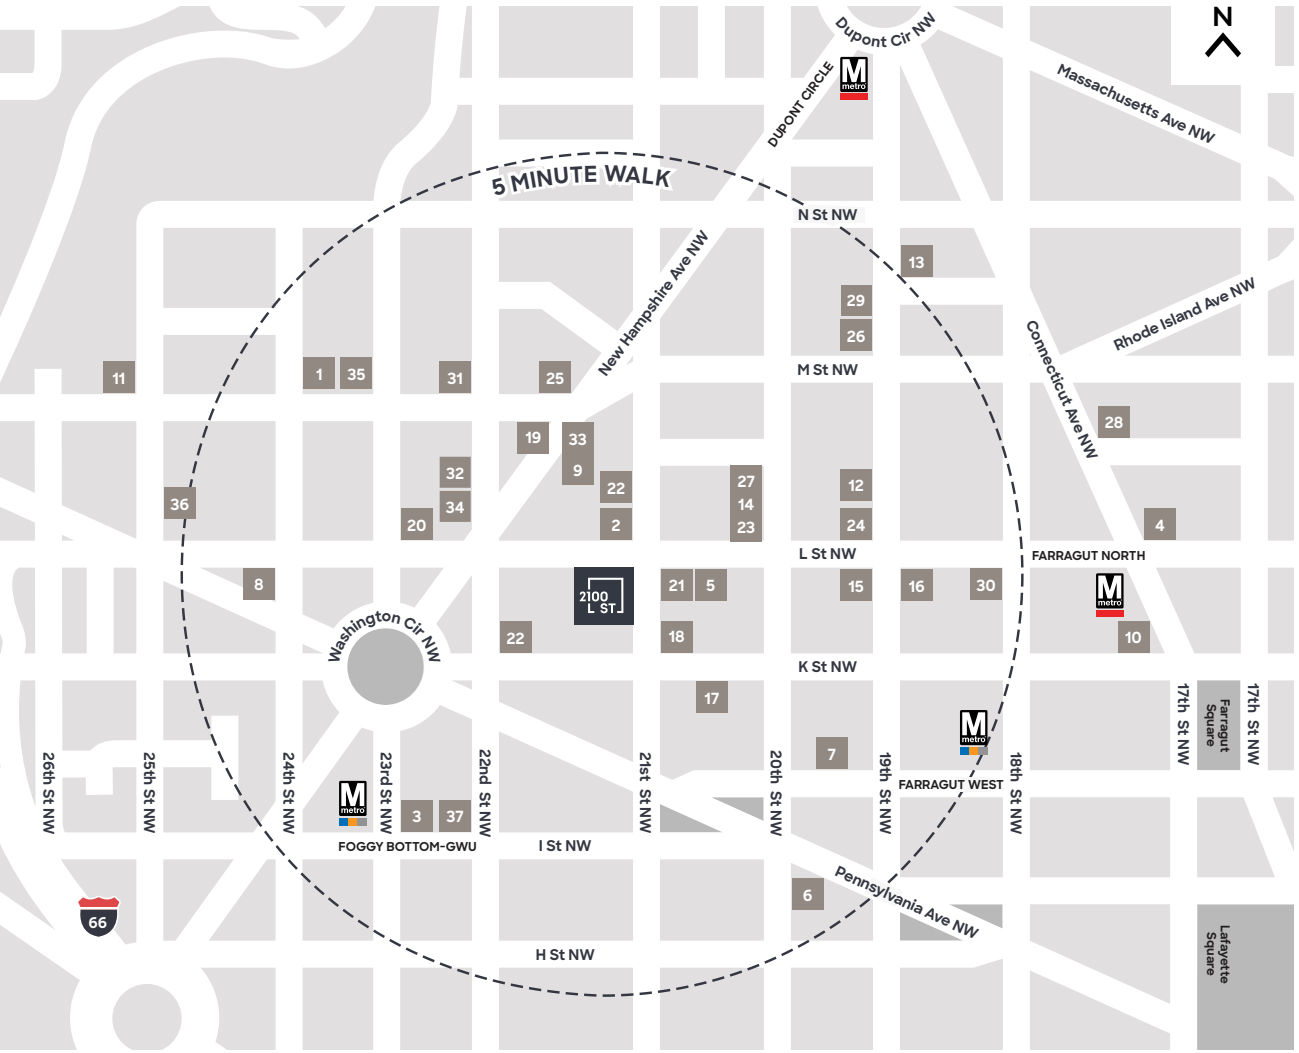 N
Dupont Cir NW
M
metro
DUPONT CIRCLE
Massachusetts Ave NW
5 MINUTE WALK
N St NW
New Hampshire Ave NW
13
29
26
Rhode Island Ave NW
Connecticut Ave NW
M St NW
11
1
35
31
25
28
19
33
9
22
2
32
34
20
36
27
14
23
12
24
4
L St NW
FARRAGUT NORTH
M
metro
8
2100
L ST
21
5
15
16
30
Washington Cir NW
22
18
10
K St NW
17
7
M
metro
FARRAGUT WEST
17th St NW
Farragut
Square
17th St NW
26th St NW
25th St NW
24th St NW
23rd St NW
22nd St NW
21st St NW
20th St NW
19th St NW
18th St NW
M
metro
3
37
FOGGY BOTTOM-GWU
I St NW
6
Pennsylvania Ave NW
66
H St NW
Lafayette
Square